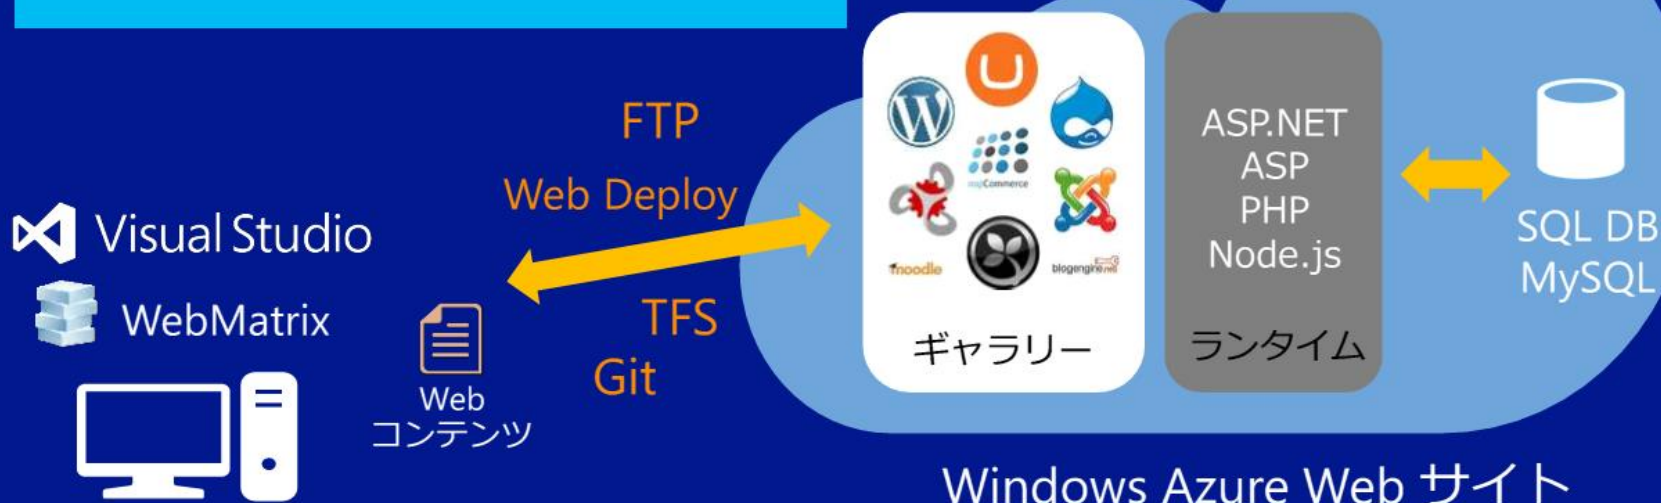 FTP
Web Deploy
Visual Studio
WebMatrix
TFS
Git
Web
コンテンツ
nopCommerce
moodle
blogengine.net
ギャラリー
ASP.NET
ASP
PHP
Node.js
ランタイム
SQL DB
MySQL
Windows Azure Web サイト